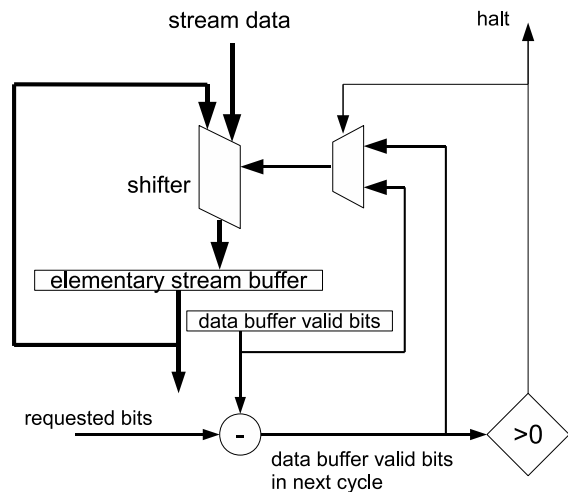 stream data
halt
shifter
elementary stream buffer
data buffer valid bits
requested bits
-
>0
data buffer valid bits
in next cycle